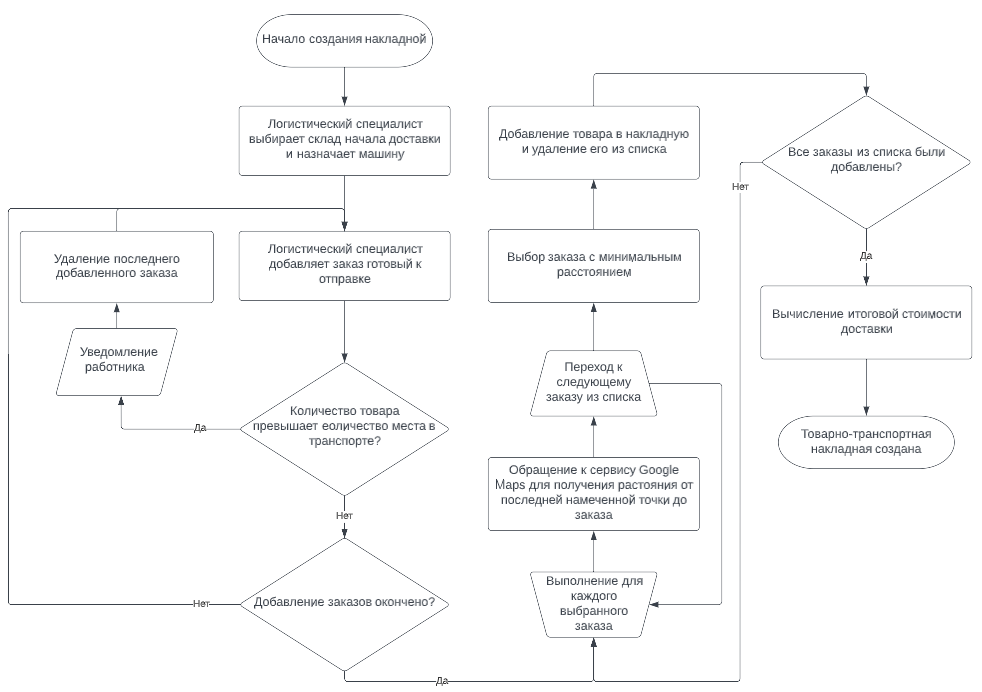 Начало создания накладной
Логистический специалист
выбирает склад начала доставки
и назначает машину
Логистический специалист
добавляет заказ готовый к
отправке
Удаление последнего
добавленного заказа
Уведомление
работника
Количество товара
превышает еоличество места в
транспорте?
Да
Нет
Добавление заказов окончено?
Нет
Да
Выполнение для
каждого
выбранного
заказа
Обращение к сервису Google
Maps для получения растояния от
последней намеченной точки до
заказа
Переход к
следующему
заказу из списка
Выбор заказа с минимальным
расстоянием
Добавление товара в накладную
и удаление его из списка
Все заказы из списка были
добавлены?
Нет
Да
Вычисление итоговой стоимости
доставки
Товарно-транспортная
накладная создана